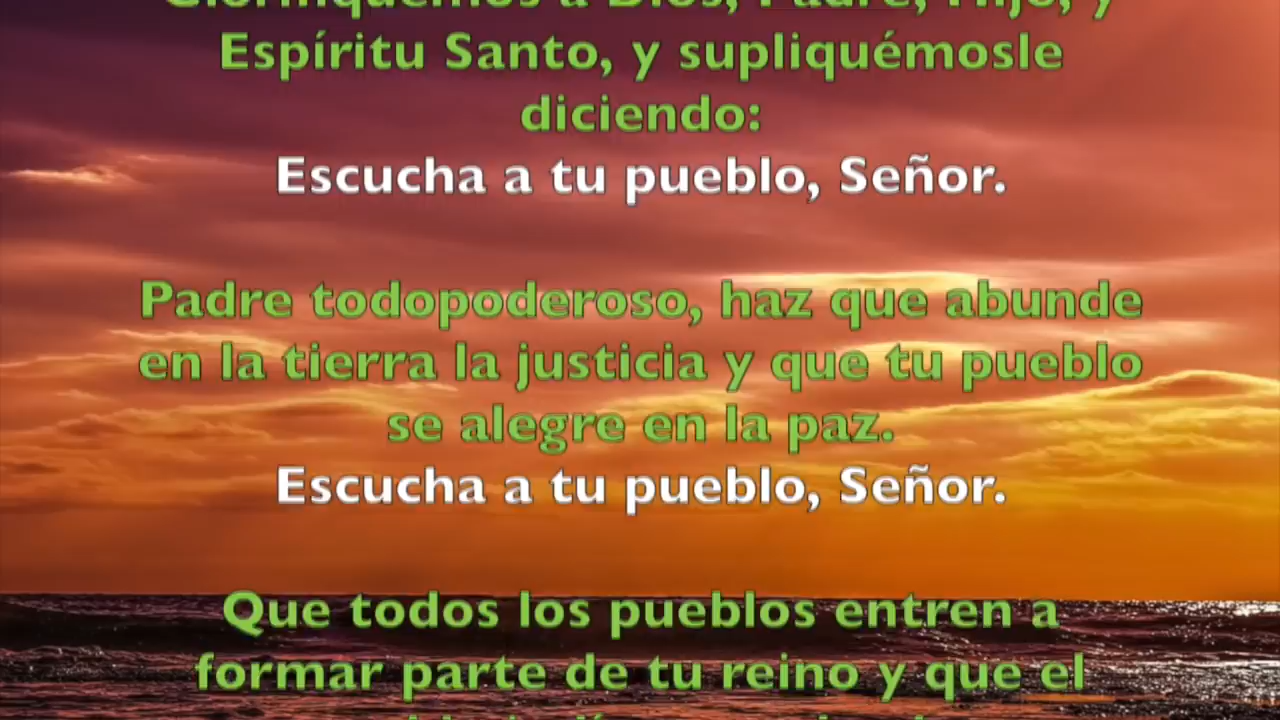 Glorifiquemos a Dios, Padre, Hijo, y
Espíritu Santo, y supliquémosle
diciendo:
Escucha a tu pueblo, Señor.
Padre todopoderoso, haz que abunde
en la tierra la justicia y que tu pueblo
se alegre en la paz.
Escucha a tu pueblo, Señor.
Que todos los pueblos entren a
formar parte de tu reino y que el